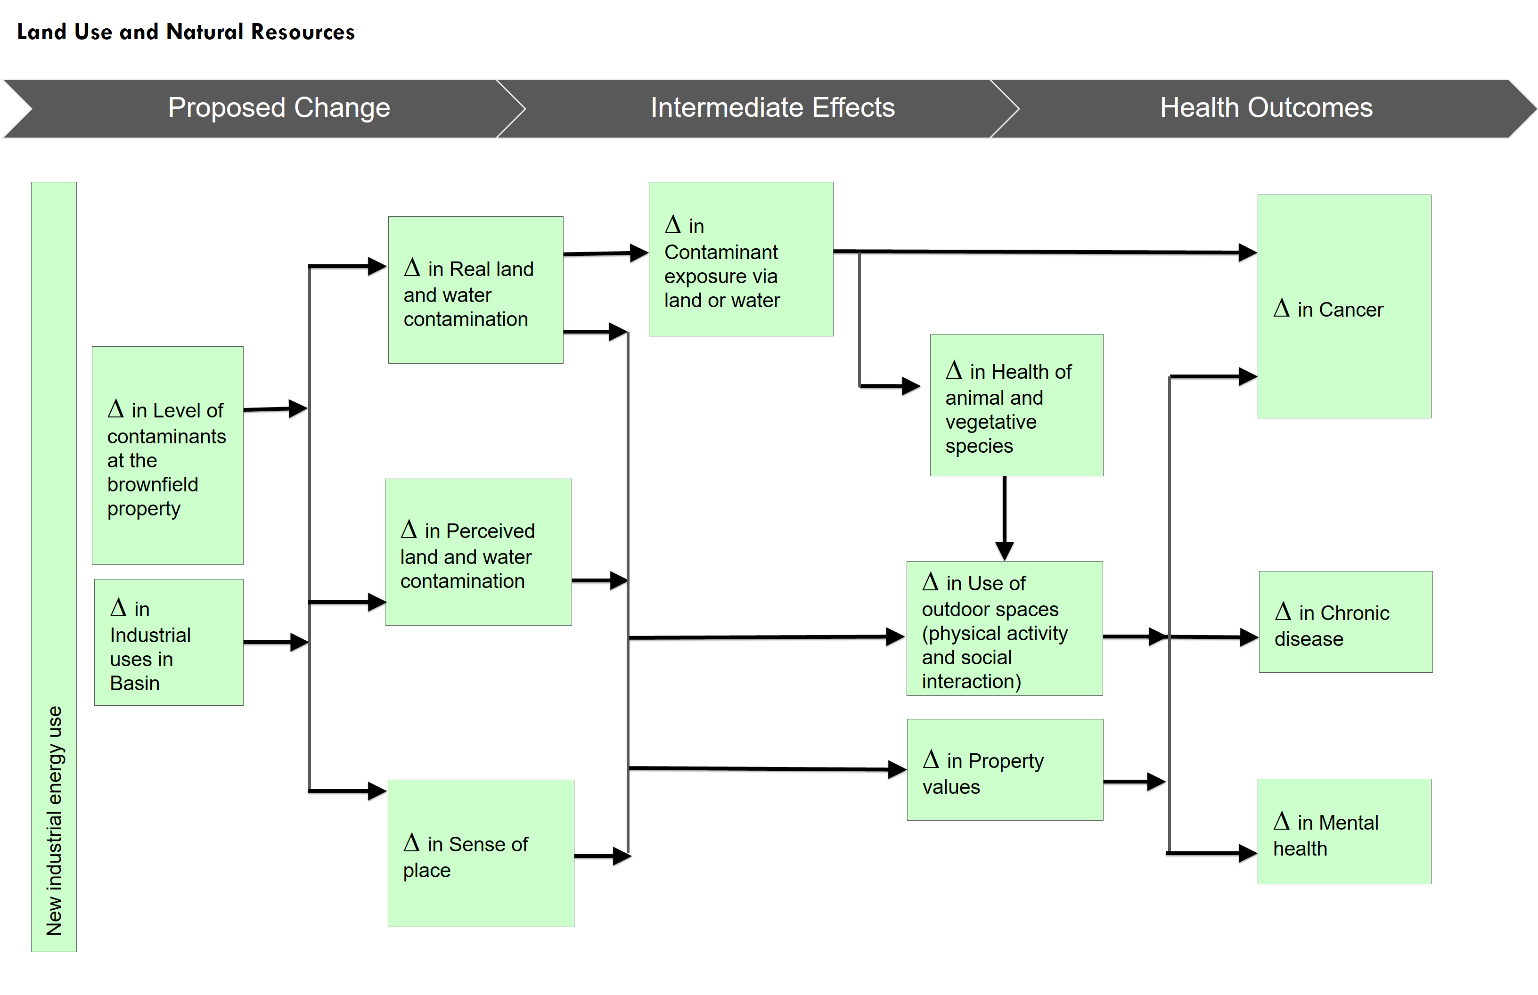 Land Use and Natural Resources
Proposed Change
Intermediate Effects
Health Outcomes
New industrial energy use
Δ in Level of
contaminants
at the
brownfield
property
Δ in
Industrial
uses in
Basin
Δ in Real land
and water
contamination
Δ in Perceived
land and water
contamination
Δ in Sense of
place
Δ in
Contaminant
exposure via
land or water
Δ in Health of
animal and
vegetative
species
Δ in Use of
outdoor spaces
(physical activity
and social
interaction)
Δ in Property
values
Δ in Cancer
Δ in Chronic
disease
Δ in Mental
health